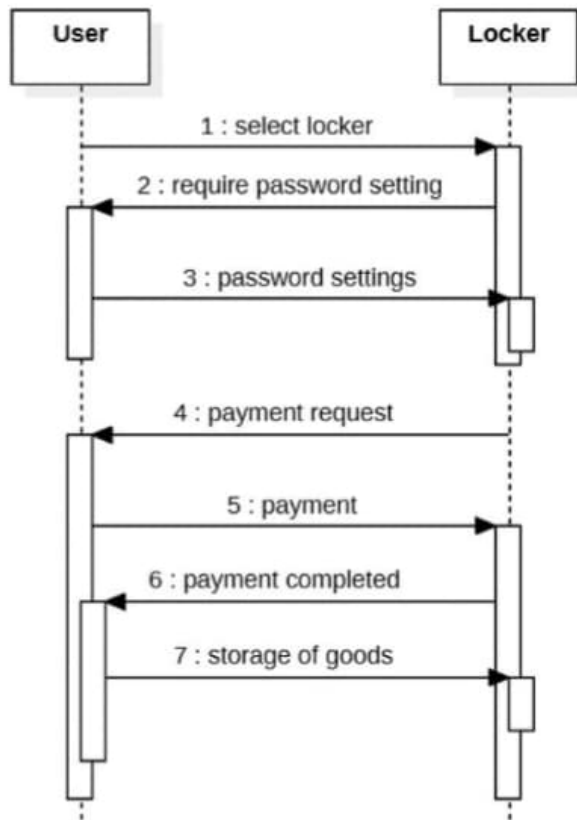 User
Locker
1 : select locker
2 : require password setting
3 : password settings
4 : payment request
5 : payment
6 : payment completed
7 : storage of goods